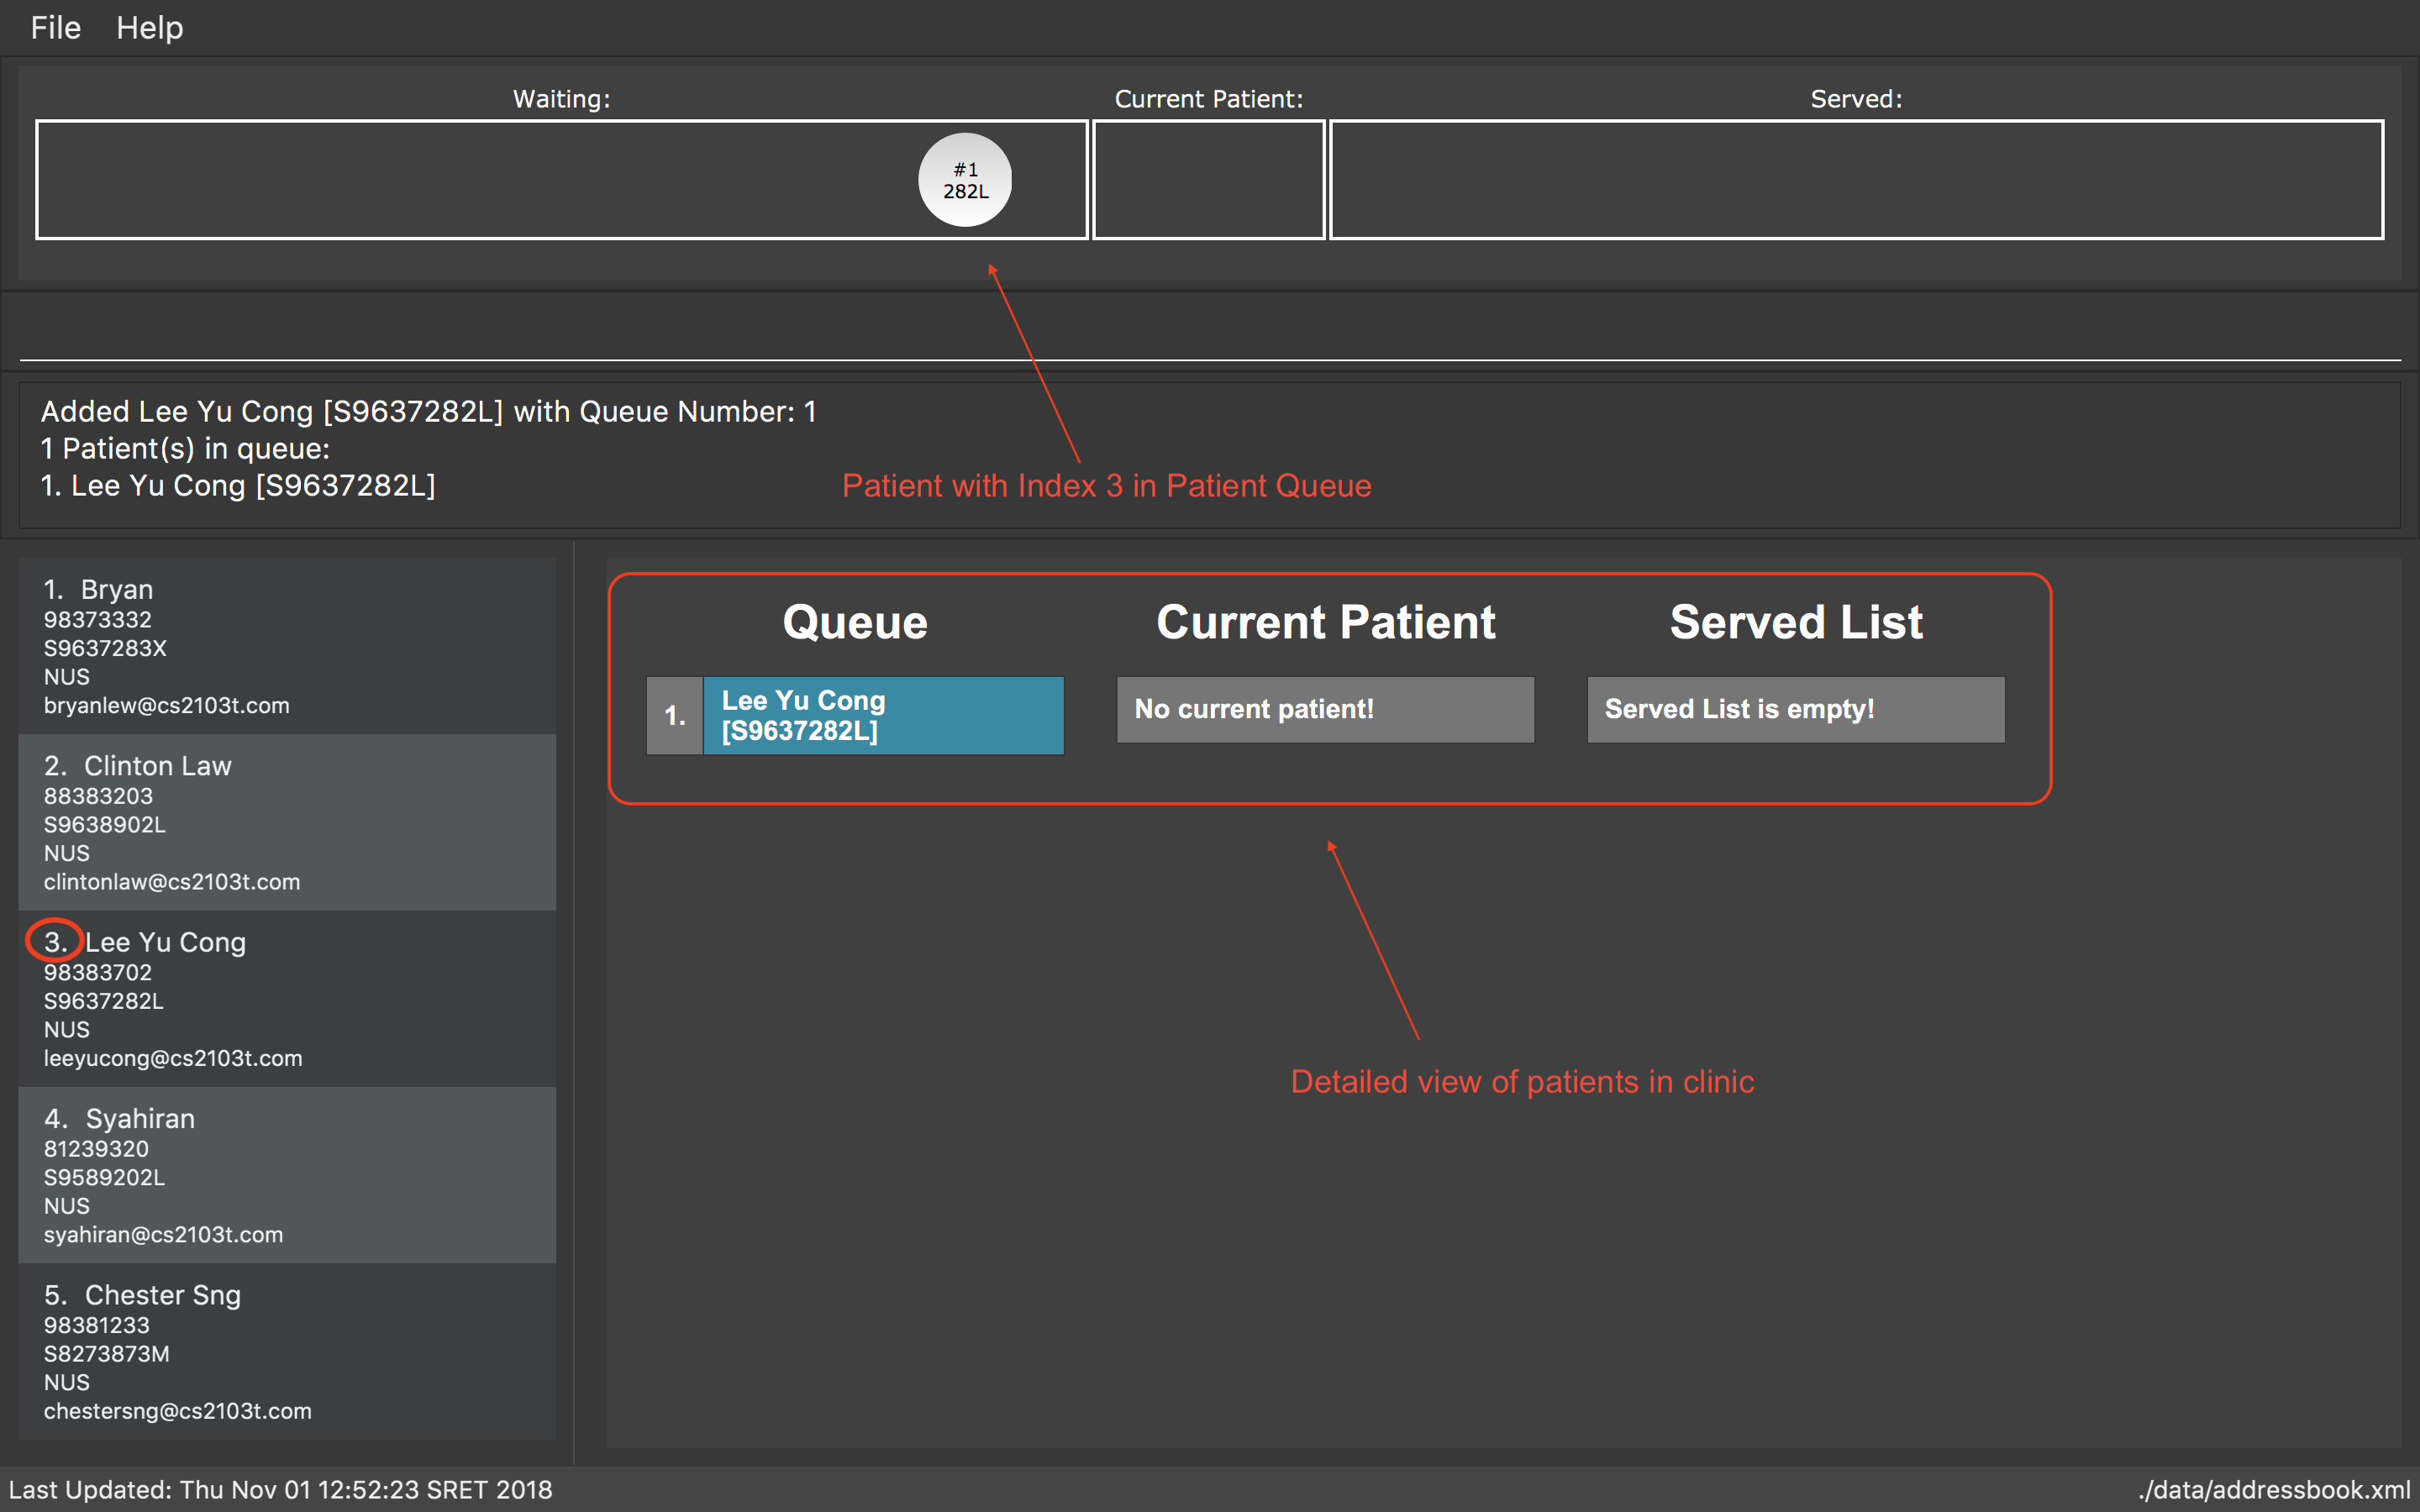 File Help
Waiting:
Current Patient:
Served:
#1
282L
Added Lee Yu Cong [S9637282L] with Queue Number: 1
1 Patient(s) in queue:
1. Lee Yu Cong [S9637282L]
Patient with Index 3 in Patient Queue
1. Bryan
98373332
S9637283X
NUS
bryanlew@cs2103t.com
2. Clinton Law
88383203
S9638902L
NUS
clintonlaw@cs2103t.com
3. Lee Yu Cong
98383702
S9637282L
NUS
leeyucong@cs2103t.com
4. Syahiran
81239320
S9589202L
NUS
syahiran@cs2103t.com
5. Chester Sng
98381233
S8273873M
NUS
chestersng@cs2103t.com
Queue
1.
Lee Yu Cong
[S9637282L]
Current Patient
No current patient!
Served List
Served List is empty!
Detailed view of patients in clinic
Last Updated: Thu Nov 01 12:52:23 SRET 2018
./data/addressbook.xml